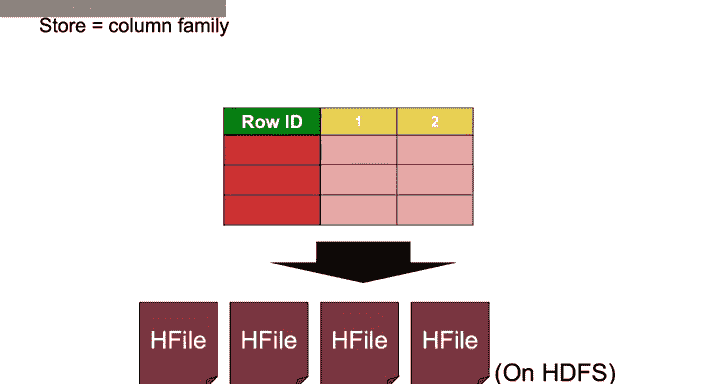 Store = column family
Row ID 1 2
HFile HFile HFile HFile
(On HDFS)